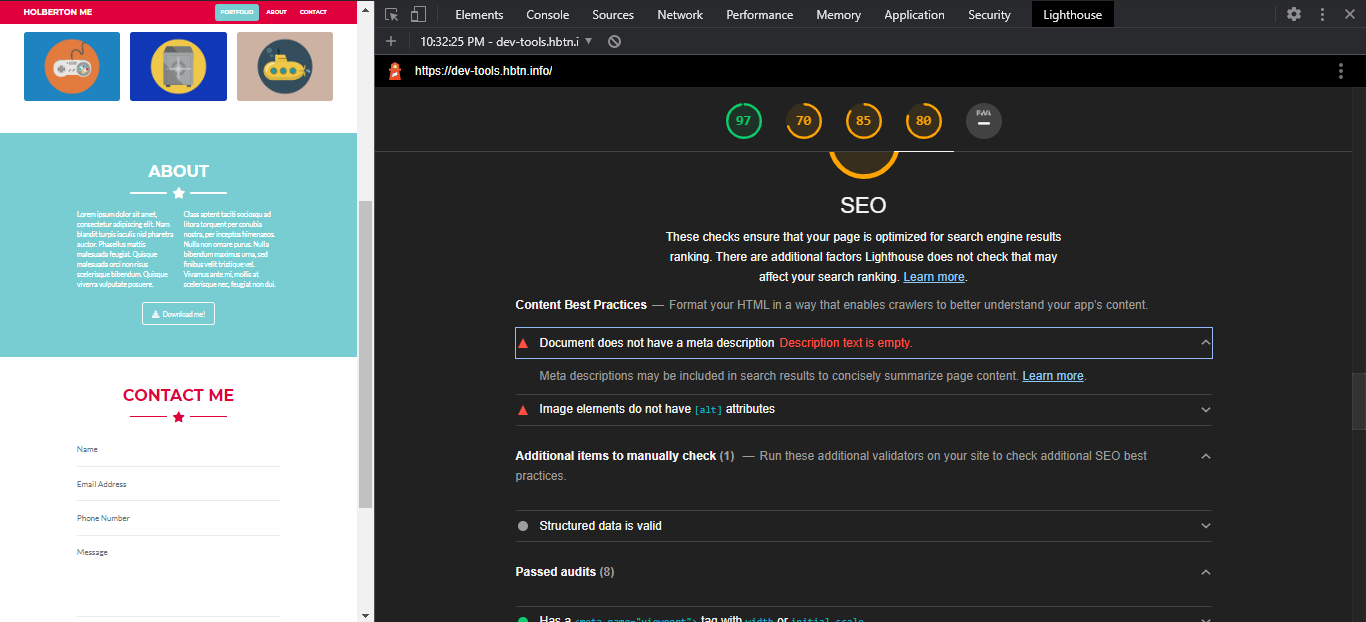 HOLBERTON ME
PORTFOLIO
ABOUT
CONTACT
ABOUT
Lorem ipsum dolor sit amet,
consectetur adipiscing elit. Nam
blandit turpis iaculis nisl pharetra
auctor. Phasellus mattis
malesuada feugiat. Quisque
malesuada orci non risus
scelerisque bibendum. Quisque
viverra vulputate posuere.
Class aptent taciti sociosqu ad
litora torquent per conubia
nostra, per inceptos himenaeos.
Nulla non ornare purus. Nulla
bibendum maximus urna, sed
finibus velit tristique vel.
Vivamus ante mi, mollis at
scelerisque nec, feugiat non dui.
Download me!
CONTACT ME
Name
Email Address
Phone Number
Message
Elements Console Sources Network Performance Memory Application Security Lighthouse
10:32:25 PM - dev-tools.hbtn.i
https://dev-tools.hbtn.info/
97 70 85 80 PWA
SEO
These checks ensure that your page is optimized for search engine results
ranking. There are additional factors Lighthouse does not check that may
affect your search ranking. Learn more.
Content Best Practices — Format your HTML in a way that enables crawlers to better understand your app's content.
Document does not have a meta description Description text is empty.
Meta descriptions may be included in search results to concisely summarize page content. Learn more.
Image elements do not have [alt] attributes
Additional items to manually check (1) — Run these additional validators on your site to check additional SEO best
practices.
Structured data is valid
Passed audits (8)
Has a <meta name="viewport"> tag with width or initial-scale